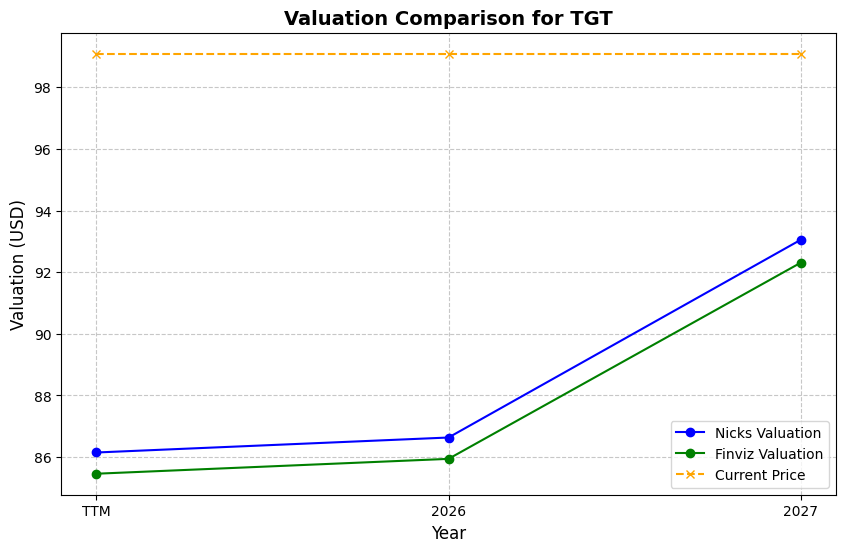 Valuation Comparison for TGT
Valuation (USD)
98
96
94
92
90
88
86
TTM
2026
2027
Year
Nicks Valuation
Finviz Valuation
Current Price